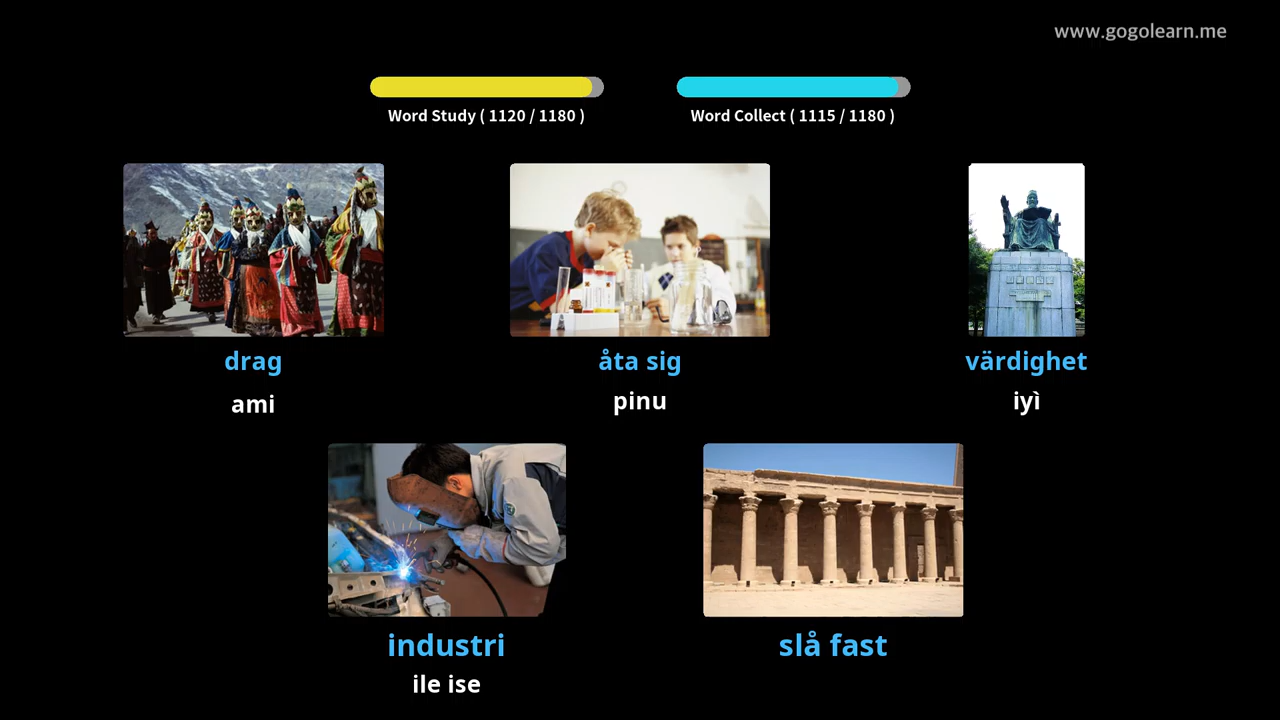 www.gogolearn.me
Word Study ( 1120 / 1180 )
Word Collect ( 1115 / 1180 )
drag
åta sig
värdighet
ami
pinu
iyì
industri
slå fast
ile ise